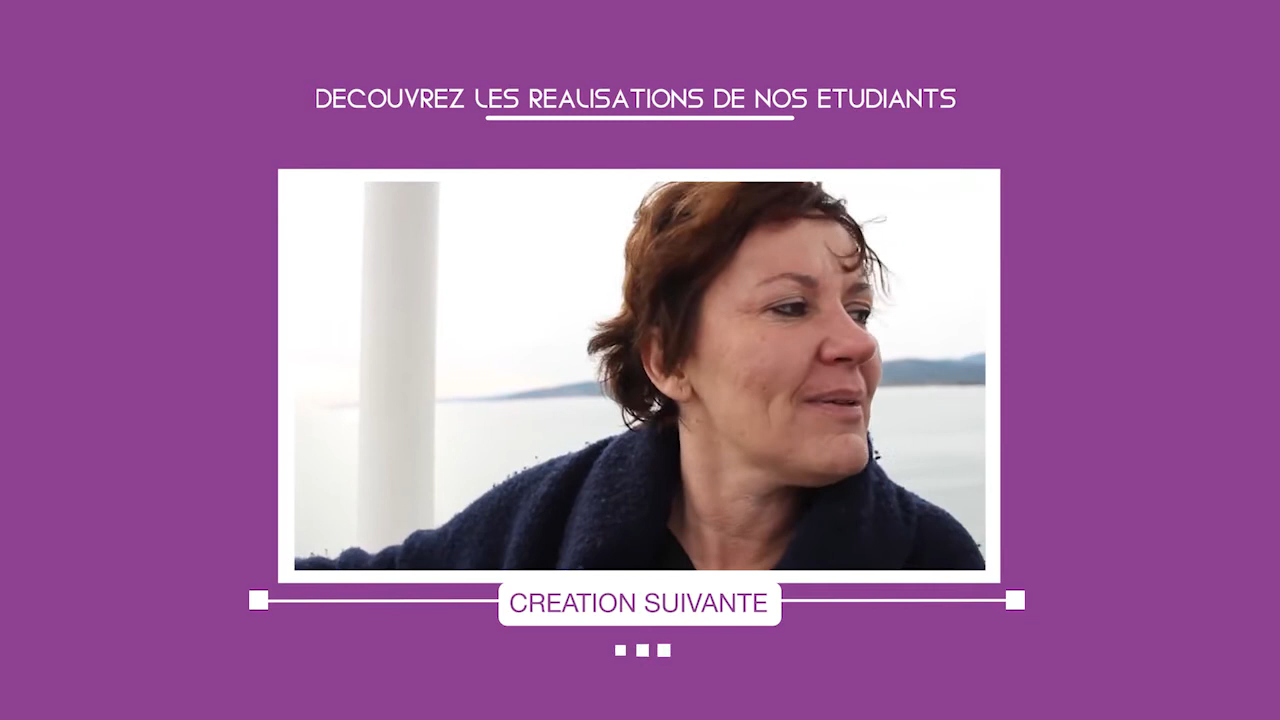 DECOUVREZ LES REALISATIONS DE NOS ETUDIANTS
CREATION SUIVANTE